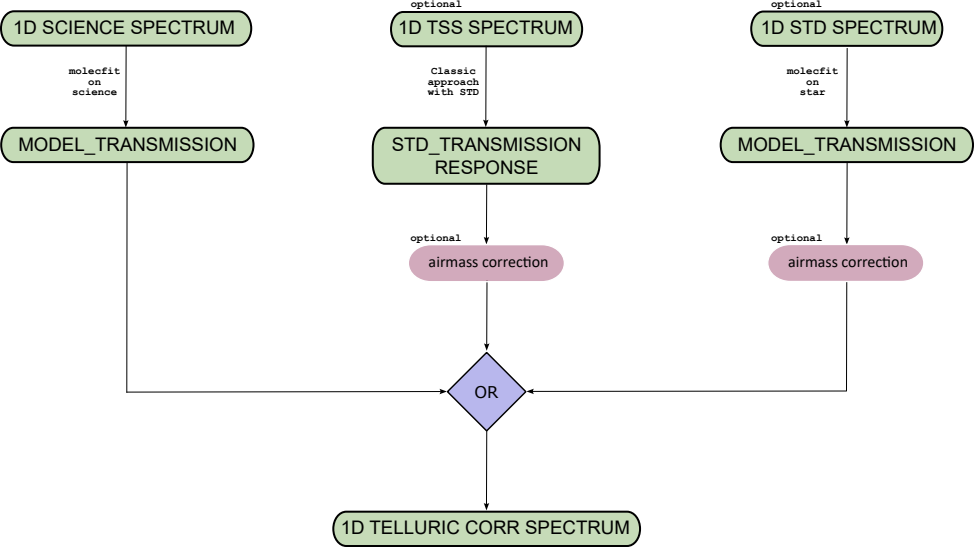 optional
optional
1D SCIENCE SPECTRUM
1D TSS SPECTRUM
1D STD SPECTRUM
molecfit
on
science
Classic
approach
with STD
molecfit
on
star
MODEL_TRANSMISSION
STD_TRANSMISSION
RESPONSE
MODEL_TRANSMISSION
optional
airmass correction
optional
airmass correction
OR
1D TELLURIC CORR SPECTRUM